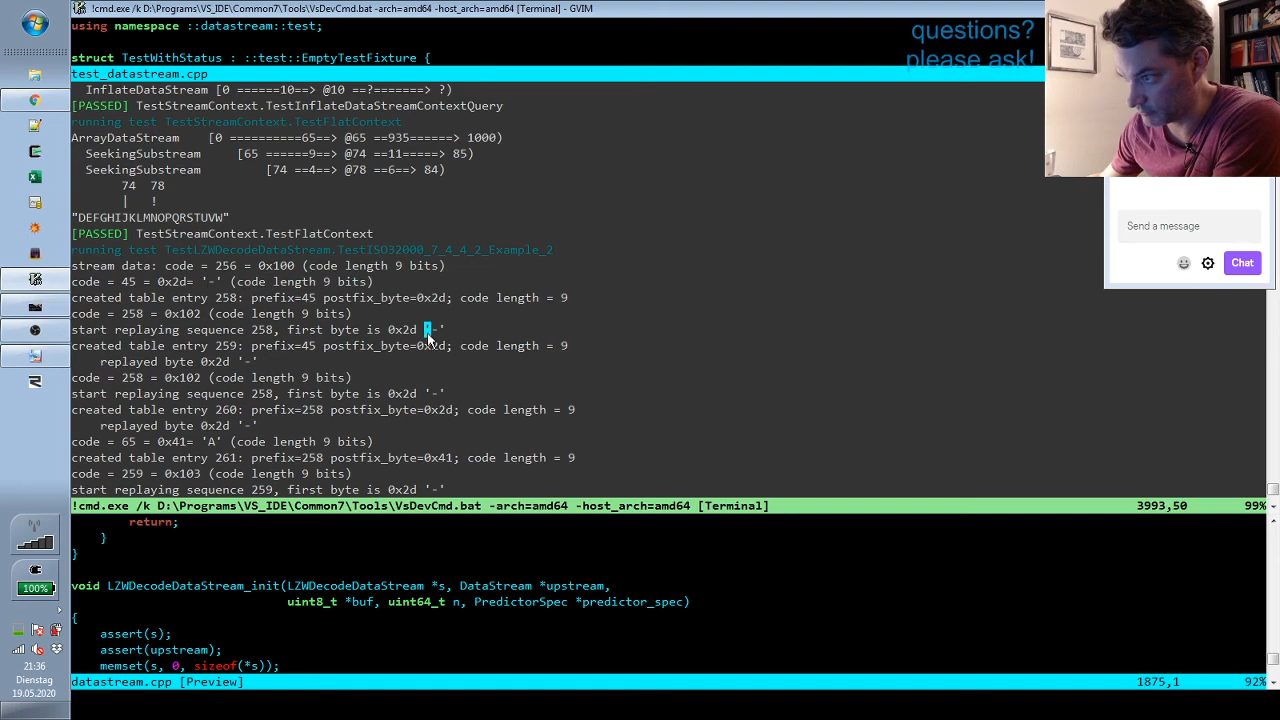 !cmd.exe /k D:\Programs\VS_IDE\Common7\Tools\VsDevCmd.bat -arch=amd64 -host_arch=amd64 [Terminal] - GVIM
using namespace ::datastream::test;
struct TestWithStatus : ::test::EmptyTestFixture {
questions?
please ask!
test_datastream.cpp
InflateDataStream [0 ======10==> @10 ==?=======> ?)
[PASSED] TestStreamContext.TestInflateDataStreamContextQuery
running test TestStreamContext.TestFlatContext
ArrayDataStream [0 =========65==> @65 ==935======> 1000)
SeekingSubstream [65 ======9=> @74 ==11=====> 85)
SeekingSubstream [74 ==4==> @78 ==6==> 84)
74 78
| !
"DEFGHIJKLMNOPQRSTUVW"
[PASSED] TestStreamContext.TestFlatContext
running test TestLZWDecodeDataStream.TestISO32000_7_4_4_2_Example_2
stream data: code = 256 = 0x100 (code length 9 bits)
code = 45 = 0x2d= '-' (code length 9 bits)
created table entry 258: prefix=45 postfix_byte=0x2d; code length = 9
code = 258 = 0x102 (code length 9 bits)
start replaying sequence 258, first byte is 0x2d '-'
created table entry 259: prefix=45 postfix_byte=0x2d; code length = 9
replayed byte 0x2d '-'
code = 258 = 0x102 (code length 9 bits)
start replaying sequence 258, first byte is 0x2d '-'
created table entry 260: prefix=258 postfix_byte=0x2d; code length = 9
replayed byte 0x2d '-'
code = 65 = 0x41= 'A' (code length 9 bits)
created table entry 261: prefix=258 postfix_byte=0x41; code length = 9
code = 259 = 0x103 (code length 9 bits)
start replaying sequence 259, first byte is 0x2d '-'
!cmd.exe /k D:\Programs\VS_IDE\Common7\Tools\VsDevCmd.bat -arch=amd64 -host_arch=amd64 [Terminal] 3993,50 99%
return;
}
}
void LZWDecodeDataStream_init(LZWDecodeDataStream *s, DataStream *upstream,
uint8_t *buf, uint64_t n, PredictorSpec *predictor_spec)
{
assert(s);
assert(upstream);
memset(s, 0, sizeof(*s));
datastream.cpp [Preview] 1875,1 92%
Send a message
Chat
100%
21:36
Dienstag
19.05.2020